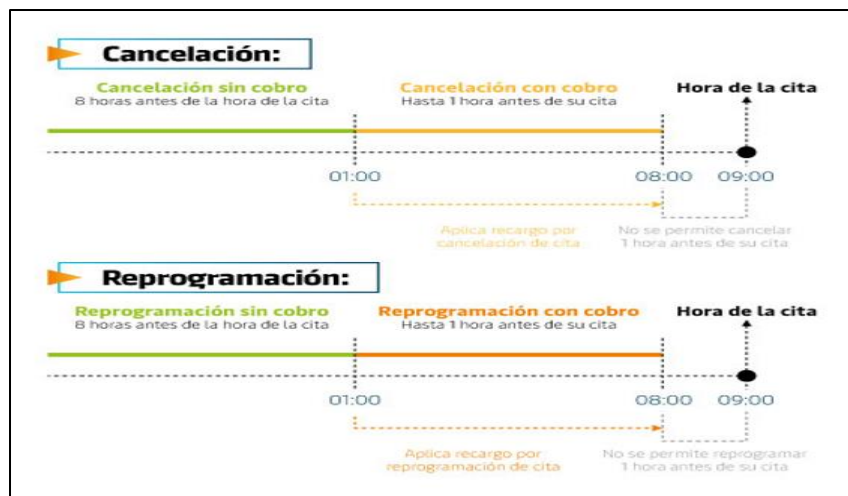 Cancelación:
Cancelación sin cobro
8 horas antes de la hora de la cita
Cancelación con cobro
Hasta 1 hora antes de su cita
Hora de la cita
01:00
08:00
09:00
Aplica recargo por
cancelación de cita
No se permite cancelar
1 hora antes de su cita
Reprogramación:
Reprogramación sin cobro
8 horas antes de la hora de la cita
Reprogramación con cobro
Hasta 1 hora antes de su cita
Hora de la cita
01:00
08:00
09:00
Aplica recargo por
reprogramación de cita
No se permite reprogramar
1 hora antes de su cita